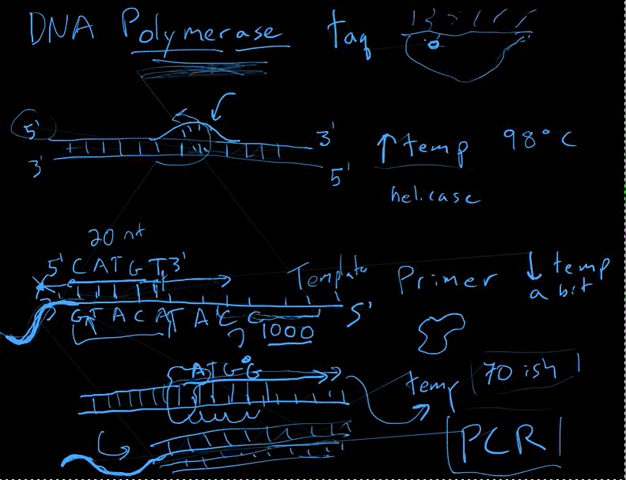 DNA Polymerase taq
5' 3'
3' 5'
↑ temp 98°C
helicase
20 nt
5' CATGT 3'
Template Primer ↓ temp
a bit
GTACATACC 5'
1000
ATGG
temp 70 ish
PCR